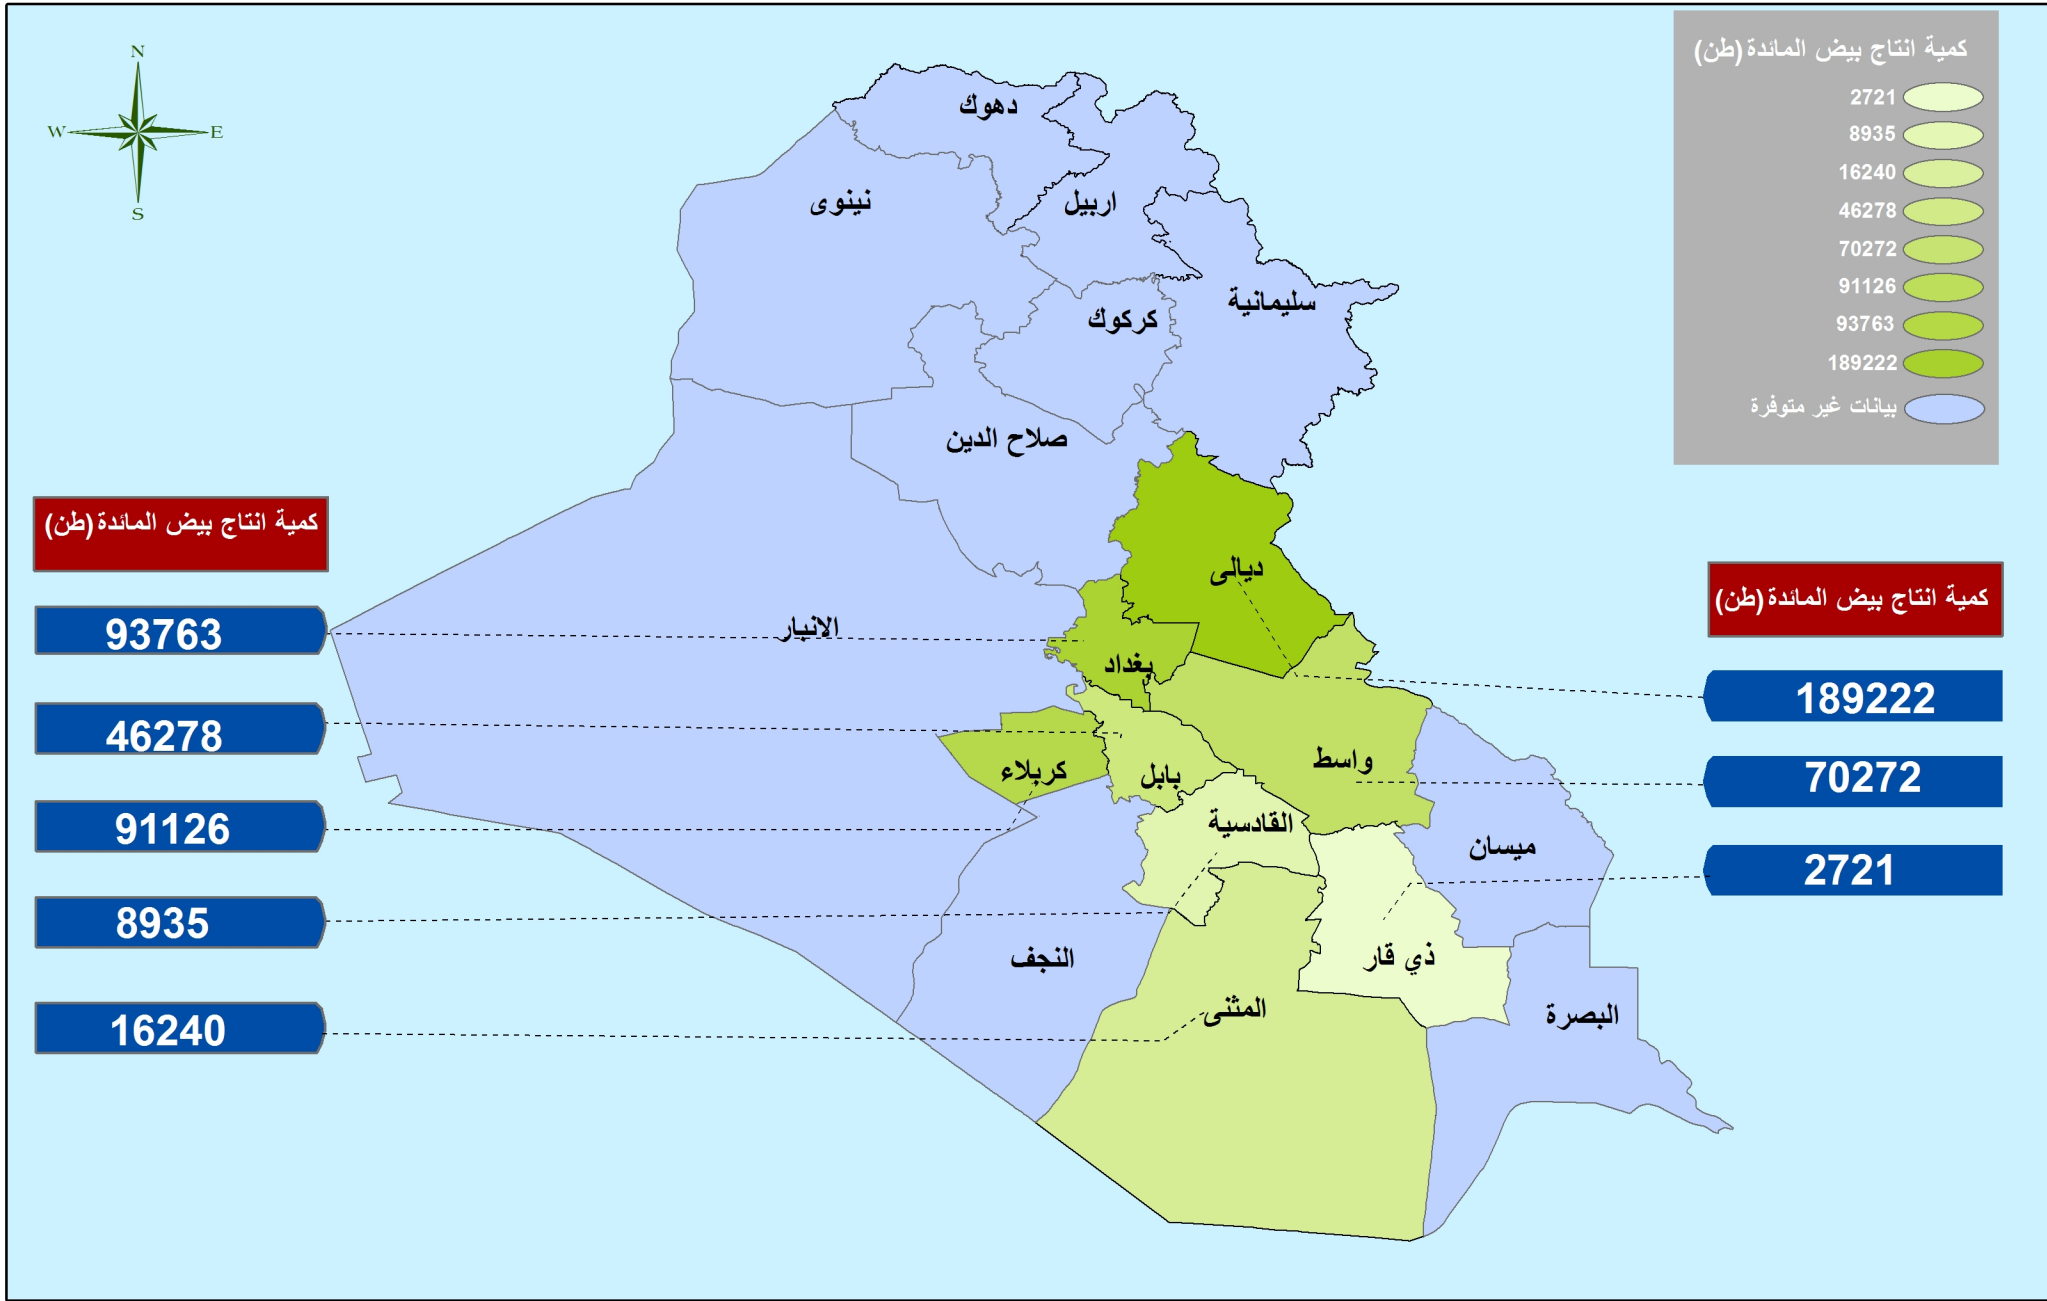 N
W
E
S
كمية انتاج بيض المائدة (طن)
2721
8935
16240
46278
70272
91126
93763
189222
بيانات غير متوفرة
دهوك
نينوى
اربيل
سليمانية
كركوك
صلاح الدين
ديالى
الانبار
بغداد
واسط
كربلاء
بابل
القادسية
ميسان
النجف
ذي قار
المثنى
البصرة
كمية انتاج بيض المائدة (طن)
93763
46278
91126
8935
16240
كمية انتاج بيض المائدة (طن)
189222
70272
2721